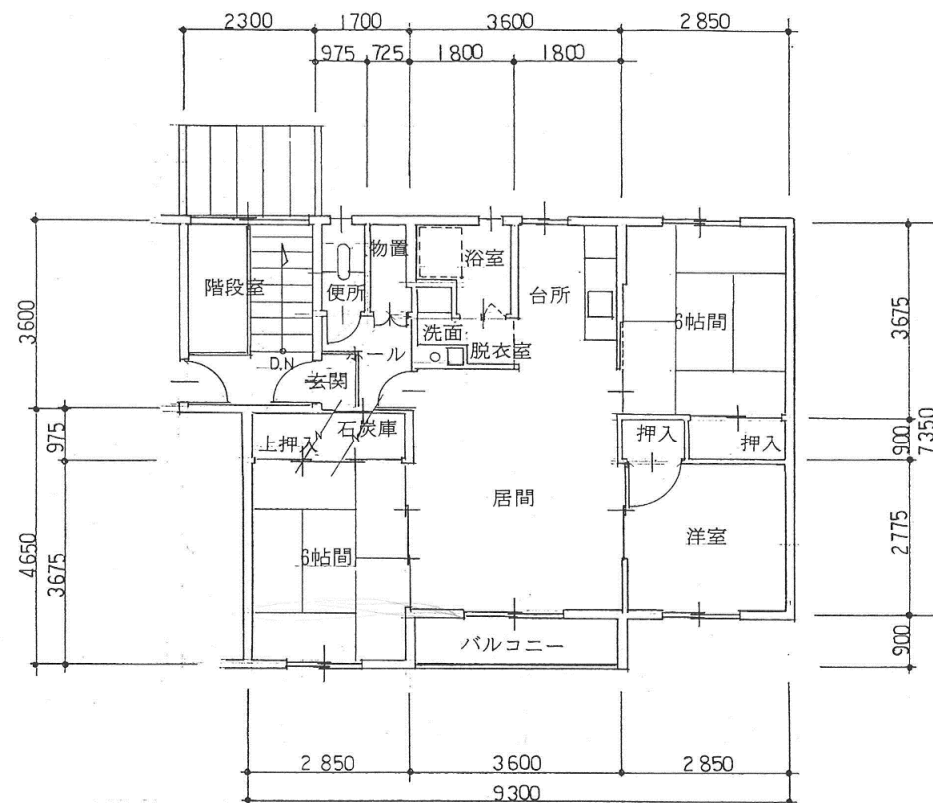 2300
1700
3600
2850
975
725
1800
1800
物置
浴室
階段室
便所
台所
6帖間
洗面
脱衣室
ホール
D.N
玄関
石炭庫
上押入
押入
押入
居間
洋室
6帖間
バルコニー
3600
975
4650
3675
3675
900
7350
2775
900
2850
3600
2850
9300